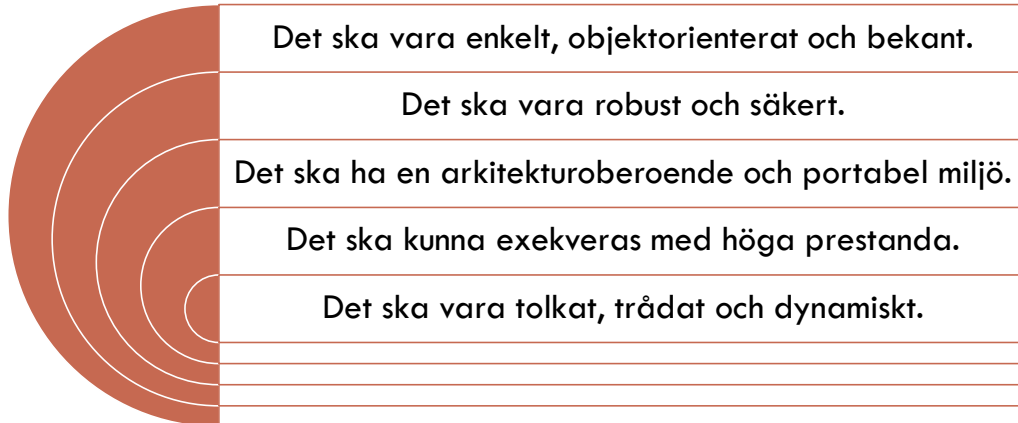 Det ska vara enkelt, objektorienterat och bekant.
Det ska vara robust och säkert.
Det ska ha en arkitekturoberoende och portabel miljö.
Det ska kunna exekveras med höga prestanda.
Det ska vara tolkat, trådat och dynamiskt.